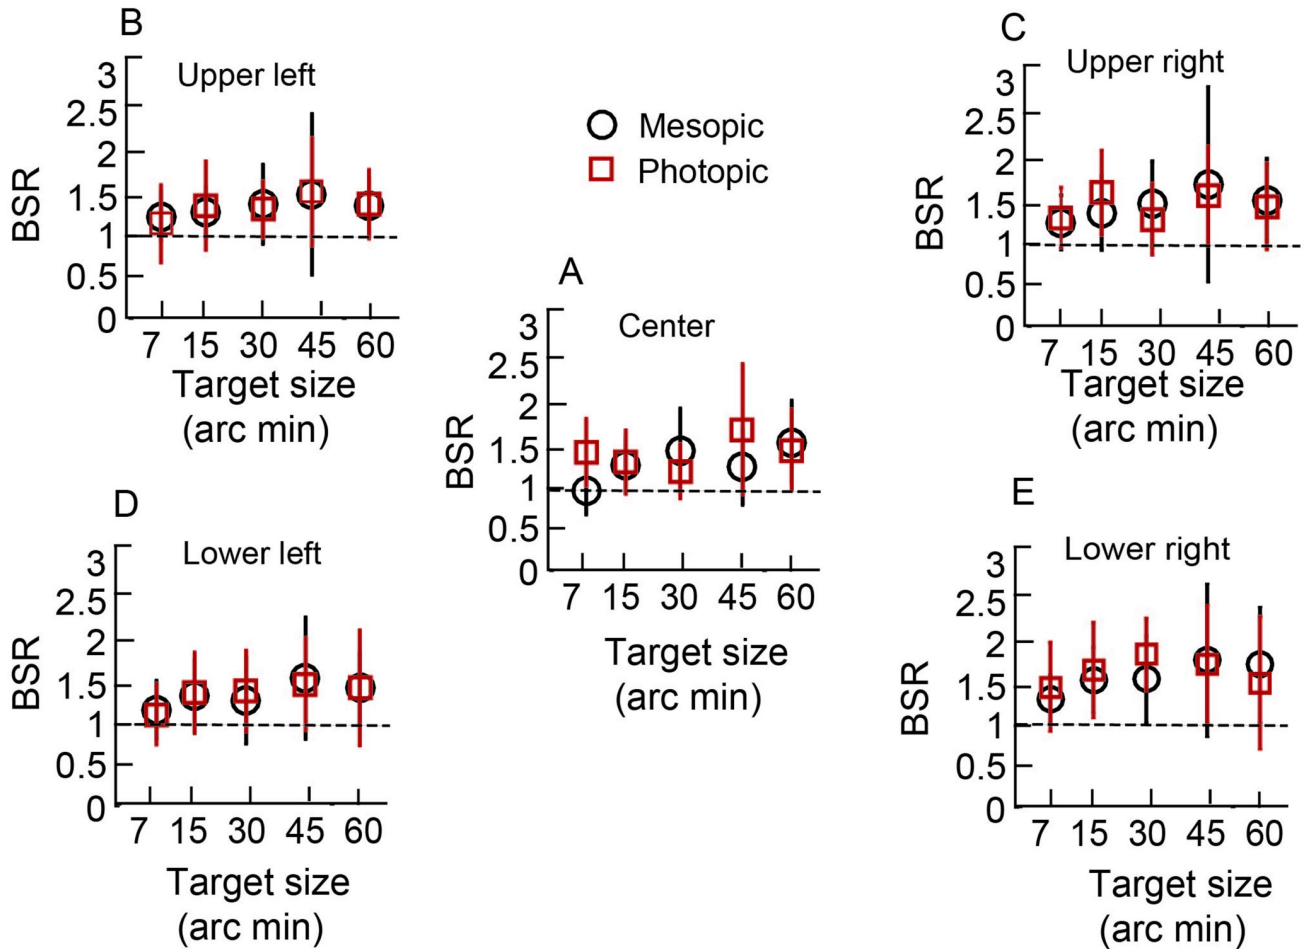 B
Upper left
BSR
3
2.5
2
1.5
1
0.5
0
7 15 30 45 60
Target size
(arc min)
Mesopic
Photopic
C
Upper right
BSR
3
2.5
2
1.5
1
0.5
0
7 15 30 45 60
Target size
(arc min)
A
Center
BSR
3
2.5
2
1.5
1
0.5
0
7 15 30 45 60
Target size
(arc min)
D
Lower left
BSR
3
2.5
2
1.5
1
0.5
0
7 15 30 45 60
Target size
(arc min)
E
Lower right
BSR
3
2.5
2
1.5
1
0.5
0
7 15 30 45 60
Target size
(arc min)